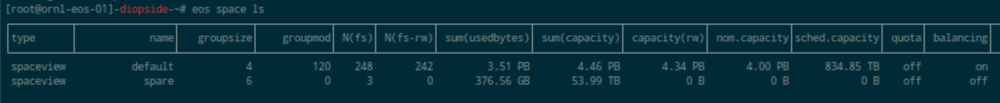 [root@ornl-eos-01]-diopside-~# eos space ls
type name groupsize groupmod N(fs) N(fs-rw) sum(usedbytes) sum(capacity) capacity(rw) nom.capacity sched.capacity quota balancing
spaceview default 4 120 248 242 3.51 PB 4.46 PB 4.34 PB 4.00 PB 834.85 TB off on
spaceview spare 6 0 3 0 376.56 GB 53.99 TB 0 B 0 B 0 B off off